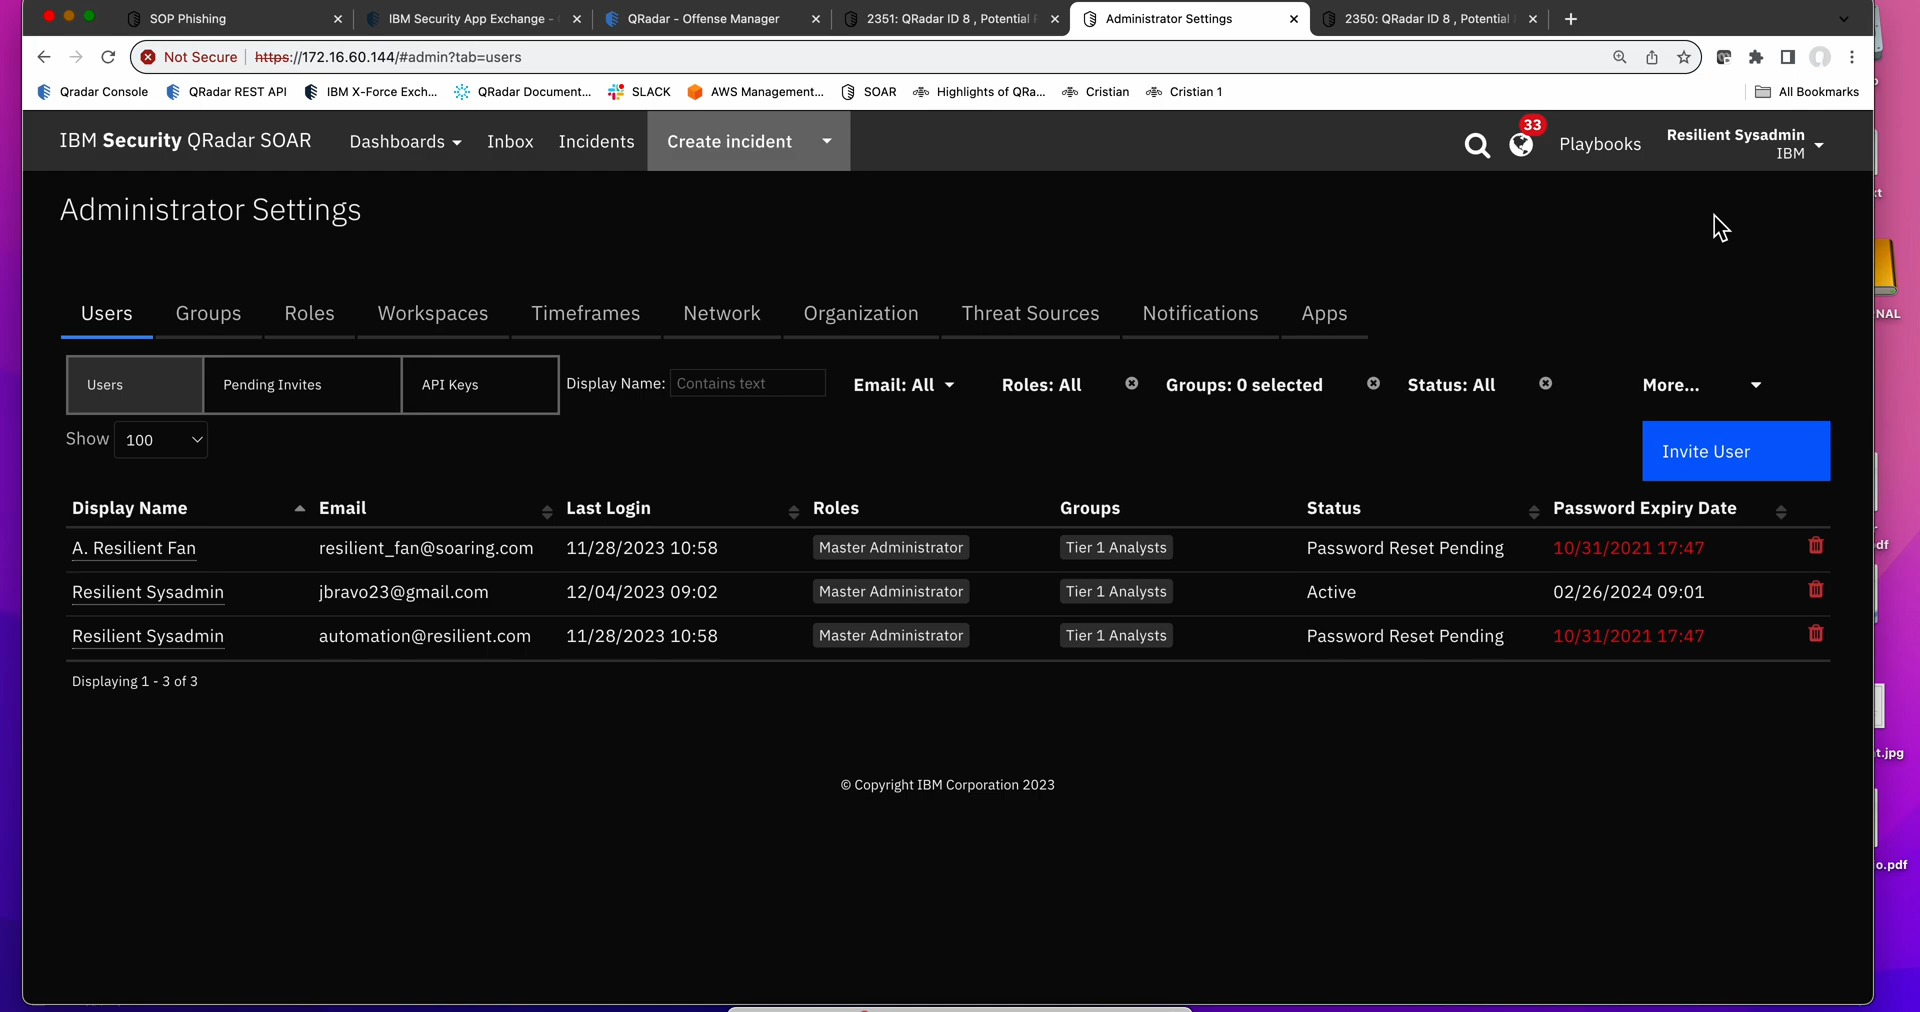 SOP Phishing
IBM Security App Exchange -
QRadar - Offense Manager
2351: QRadar ID 8 , Potential
Administrator Settings
2350: QRadar ID 8 , Potential
Not Secure https://172.16.60.144/#admin?tab=users
Qradar Console QRadar REST API IBM X-Force Exch... QRadar Document... SLACK AWS Management... SOAR Highlights of QRa... Cristian Cristian 1 All Bookmarks
IBM Security QRadar SOAR Dashboards Inbox Incidents Create incident 33 Playbooks Resilient Sysadmin
IBM
Administrator Settings
Users Groups Roles Workspaces Timeframes Network Organization Threat Sources Notifications Apps
Users Pending Invites API Keys Display Name: Contains text Email: All Roles: All Groups: 0 selected Status: All More...
Show 100
Invite User
Display Name Email Last Login Roles Groups Status Password Expiry Date
A. Resilient Fan resilient_fan@soaring.com 11/28/2023 10:58 Master Administrator Tier 1 Analysts Password Reset Pending 10/31/2021 17:47
Resilient Sysadmin jbravo23@gmail.com 12/04/2023 09:02 Master Administrator Tier 1 Analysts Active 02/26/2024 09:01
Resilient Sysadmin automation@resilient.com 11/28/2023 10:58 Master Administrator Tier 1 Analysts Password Reset Pending 10/31/2021 17:47
Displaying 1 - 3 of 3
© Copyright IBM Corporation 2023
NAL
df
t.jpg
o.pdf